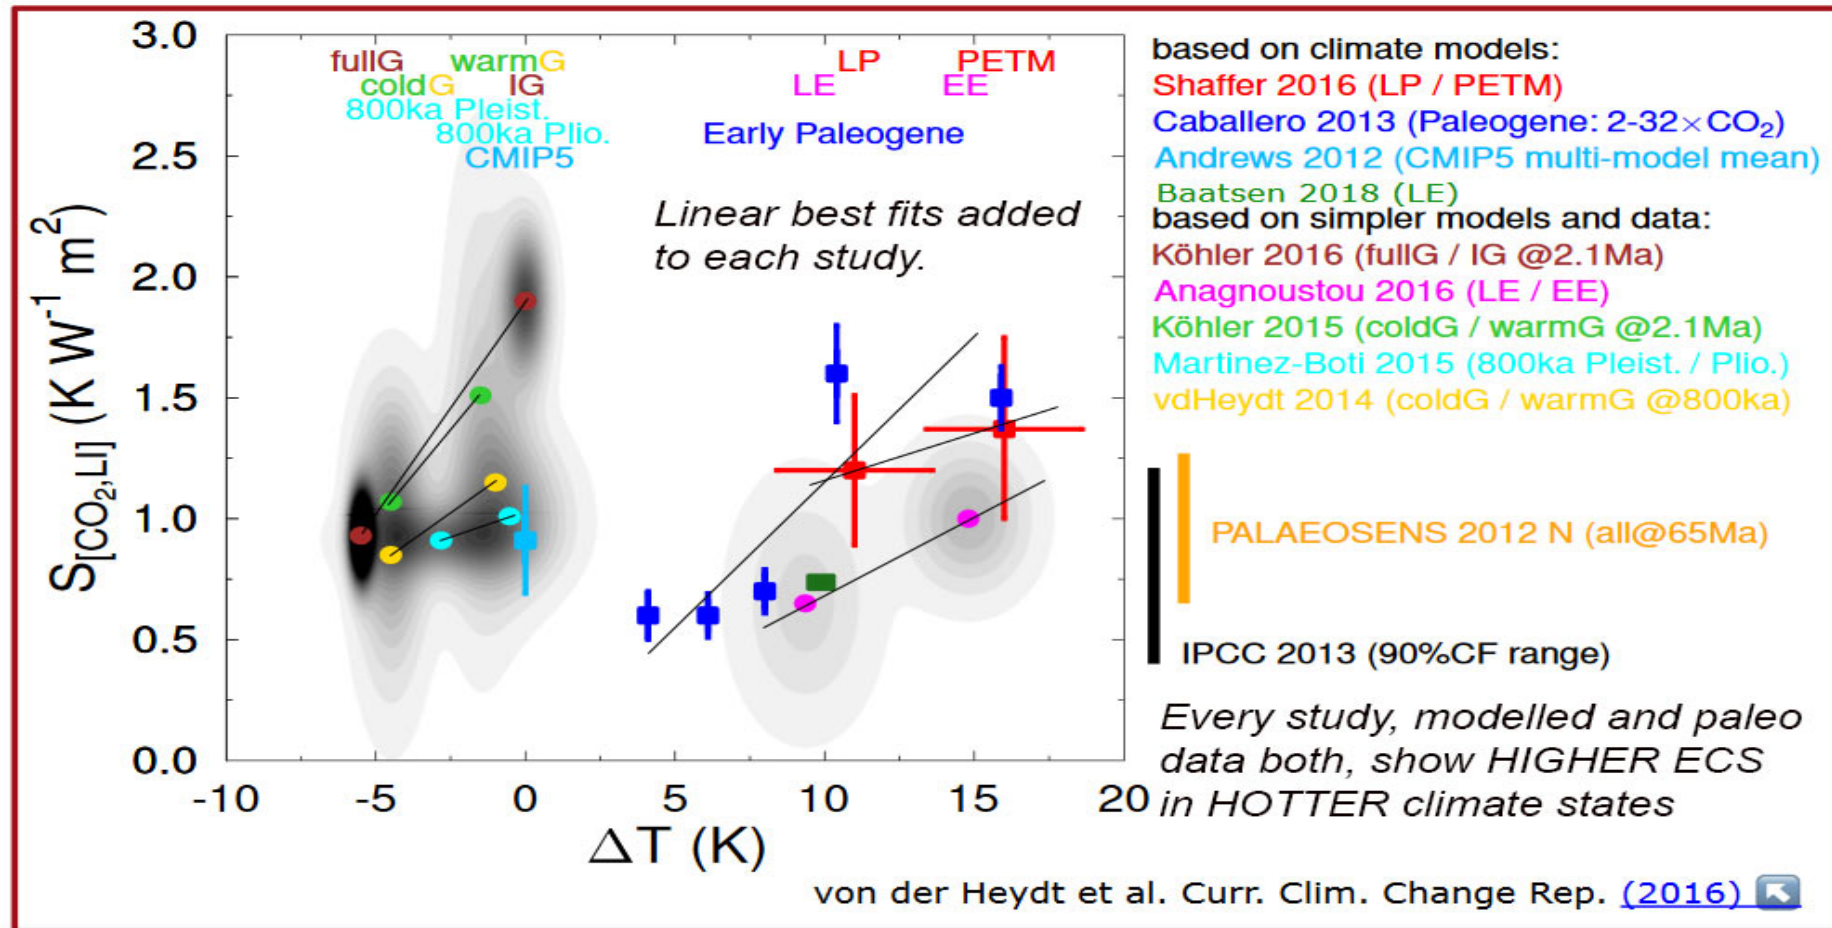 3.0
2.5
2.0
1.5
1.0
0.5
0.0
S[CO2,LI] (K W-1 m2)
-10 -5 0 5 10 15 20
ΔT (K)
fullG warmG LP PETM
coldG IG LE EE
800ka Pleist.
800ka Plio. Early Paleogene
CMIP5
Linear best fits added
to each study.
based on climate models:
Shaffer 2016 (LP / PETM)
Caballero 2013 (Paleogene: 2-32×CO2)
Andrews 2012 (CMIP5 multi-model mean)
Baatsen 2018 (LE)
based on simpler models and data:
Köhler 2016 (fullG / IG @2.1Ma)
Anagnoustou 2016 (LE / EE)
Köhler 2015 (coldG / warmG @2.1Ma)
Martinez-Boti 2015 (800ka Pleist. / Plio.)
vdHeydt 2014 (coldG / warmG @800ka)
PALAEOSENS 2012 N (all@65Ma)
IPCC 2013 (90%CF range)
Every study, modelled and paleo
data both, show HIGHER ECS
in HOTTER climate states
von der Heydt et al. Curr. Clim. Change Rep. (2016)